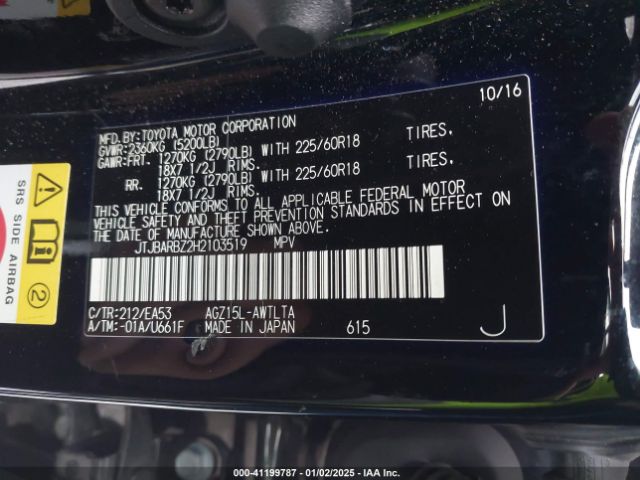 10/16
MFD.BY:TOYOTA MOTOR CORPORATION
GVWR:2360KG (5200LB)
GAWR:FRT. 1270KG (2790LB) WITH 225/60R18 TIRES,
18X7 1/2J RIMS.
RR. 1270KG (2790LB) WITH 225/60R18 TIRES,
18X7 1/2J RIMS.
THIS VEHICLE CONFORMS TO ALL APPLICABLE FEDERAL MOTOR
VEHICLE SAFETY AND THEFT PREVENTION STANDARDS IN EFFECT ON
THE DATE OF MANUFACTURE SHOWN ABOVE.
JTJBARBZ2H2103519 MPV
C/TR:212/EA53 AGZ15L-AWTLTA
A/TM:-01A/U661F MADE IN JAPAN 615 J
SRS SIDE AIRBAG
2
000-41199787 - 01/02/2025 - IAA Inc.